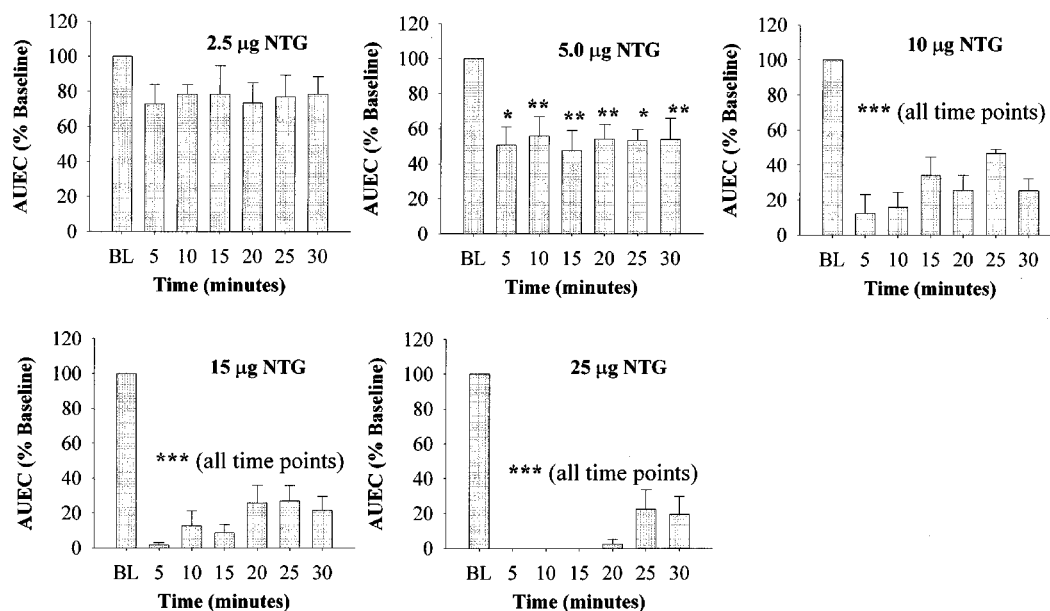 2.5 µg NTG
AUEC (% Baseline)
120
100
80
60
40
20
0
BL 5 10 15 20 25 30
Time (minutes)
5.0 µg NTG
AUEC (% Baseline)
120
100
80
60
40
20
0
* ** ** ** * **
BL 5 10 15 20 25 30
Time (minutes)
10 µg NTG
AUEC (% Baseline)
120
100
80
60
40
20
0
*** (all time points)
BL 5 10 15 20 25 30
Time (minutes)
15 µg NTG
AUEC (% Baseline)
120
100
80
60
40
20
0
*** (all time points)
BL 5 10 15 20 25 30
Time (minutes)
25 µg NTG
AUEC (% Baseline)
120
100
80
60
40
20
0
*** (all time points)
BL 5 10 15 20 25 30
Time (minutes)